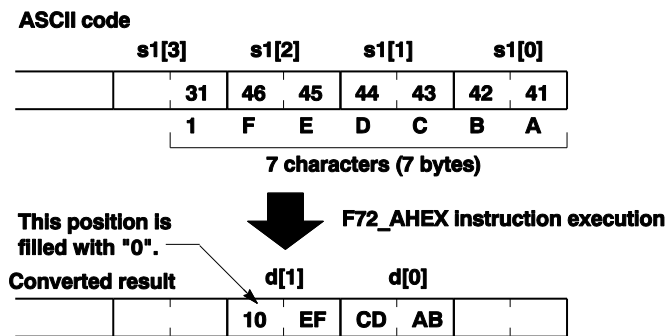 ASCII code
s1[3] s1[2] s1[1] s1[0]
31 46 45 44 43 42 41
1 F E D C B A
7 characters (7 bytes)
F72_AHEX instruction execution
This position is
filled with "0".
Converted result
d[1] d[0]
10 EF CD AB